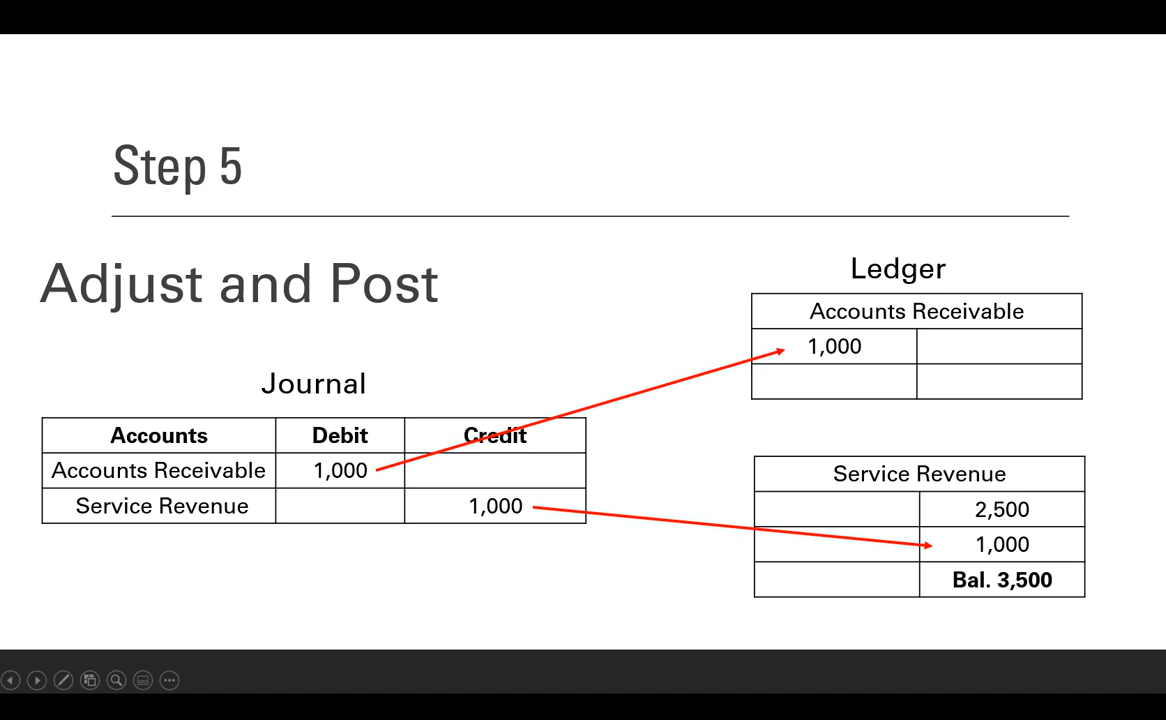 Step 5
Adjust and Post
Journal
Accounts Debit Credit
Accounts Receivable 1,000
Service Revenue 1,000
Ledger
Accounts Receivable
1,000
Service Revenue
2,500
1,000
Bal. 3,500